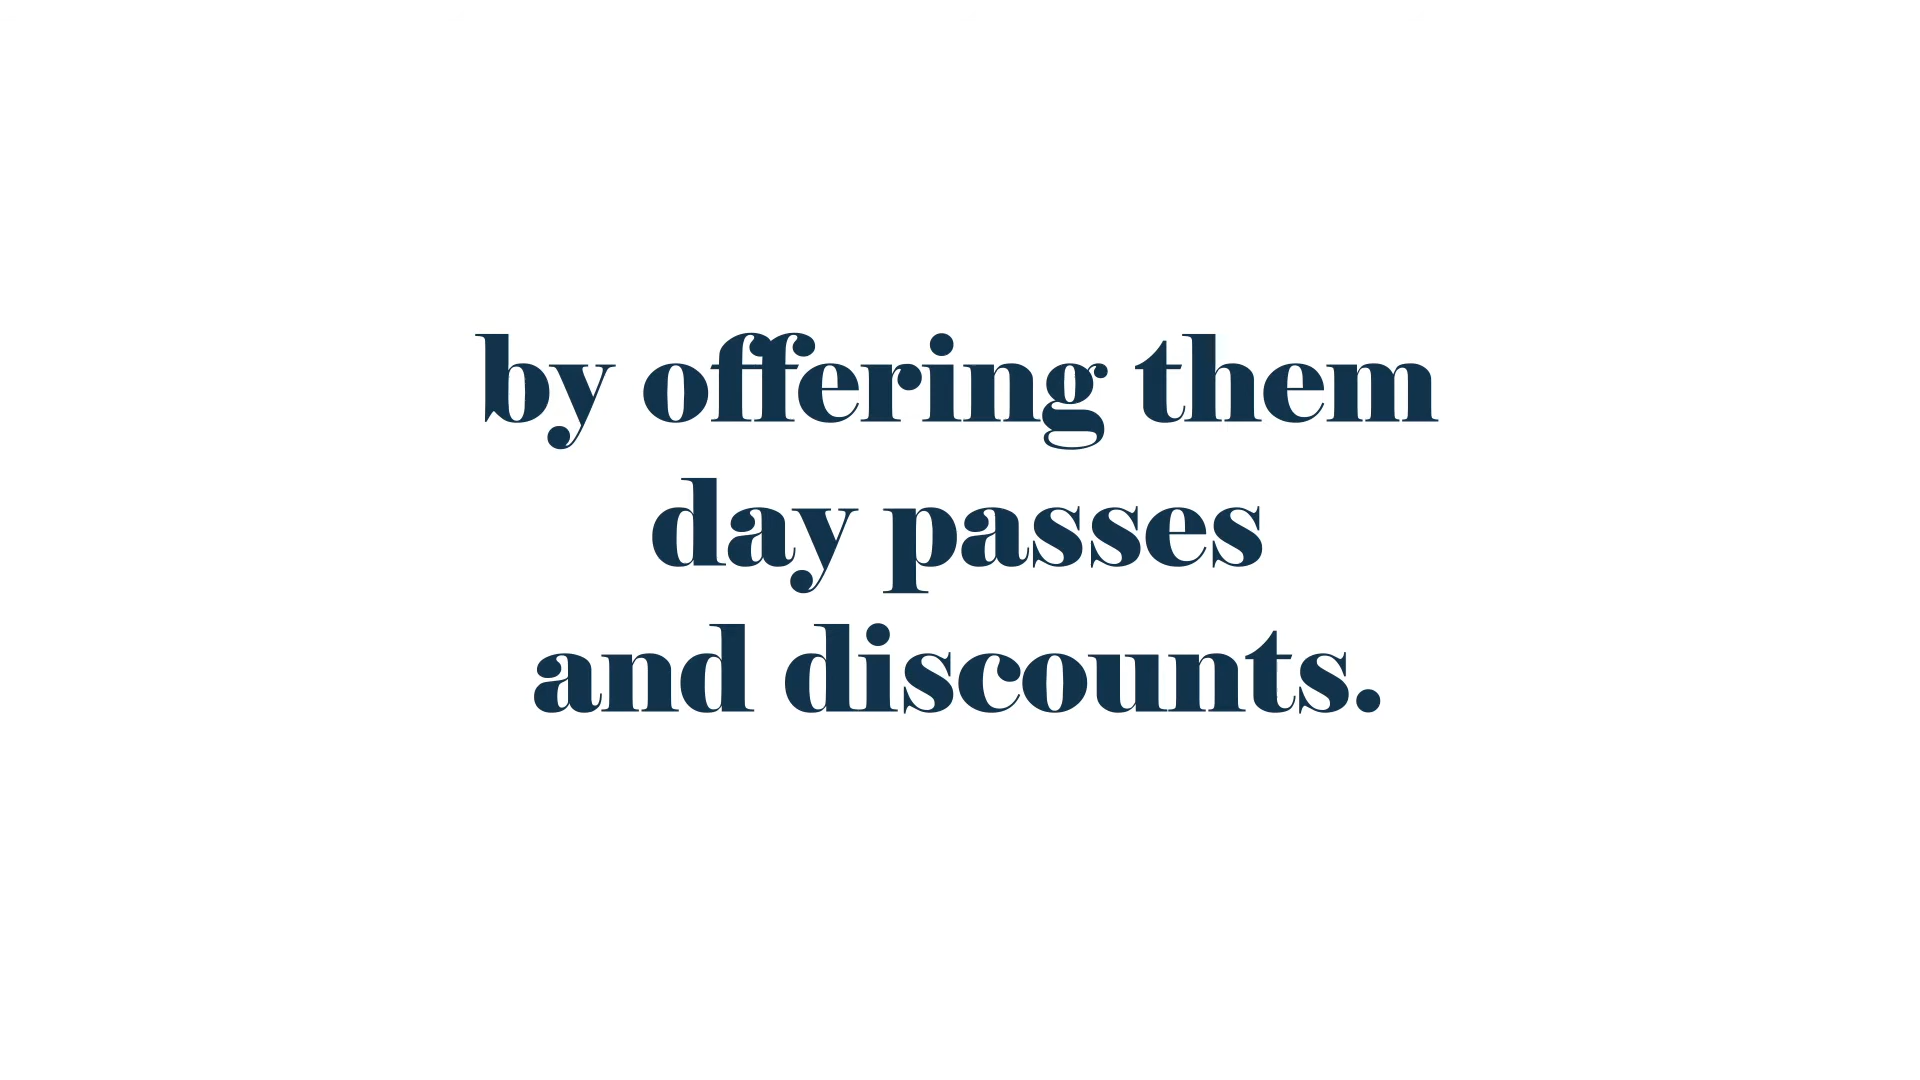 by offering them
day passes
and discounts.